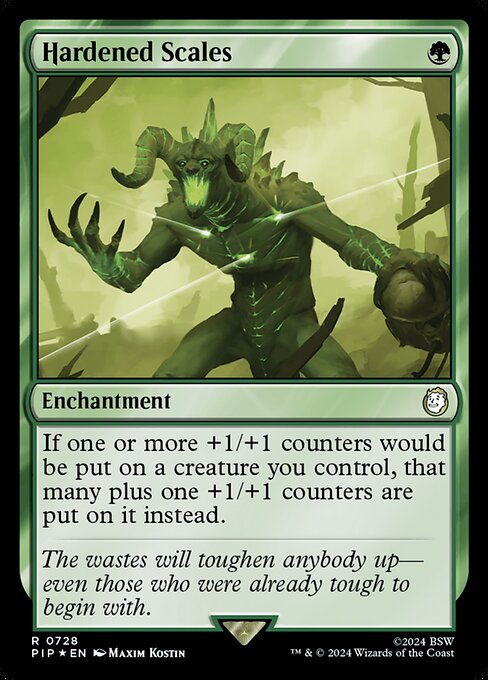 Hardened Scales
Enchantment
If one or more +1/+1 counters would
be put on a creature you control, that
many plus one +1/+1 counters are
put on it instead.
The wastes will toughen anybody up—
even those who were already tough to
begin with.
R 0728
PIP★EN Maxim Kostin
©2024 BSW
™ & © 2024 Wizards of the Coast